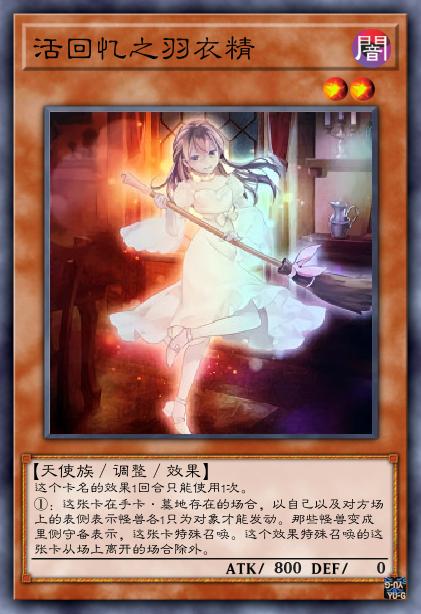 活回忆之羽衣精
闇
【天使族／调整／效果】
这个卡名的效果1回合只能使用1次。
①：这张卡在手卡·墓地存在的场合，以自己以及对方场
上的表侧表示怪兽各1只为对象才能发动。那些怪兽变成
里侧守备表示，这张卡特殊召唤。这个效果特殊召唤的这
张卡从场上离开的场合除外。
ATK/ 800 DEF/ 0